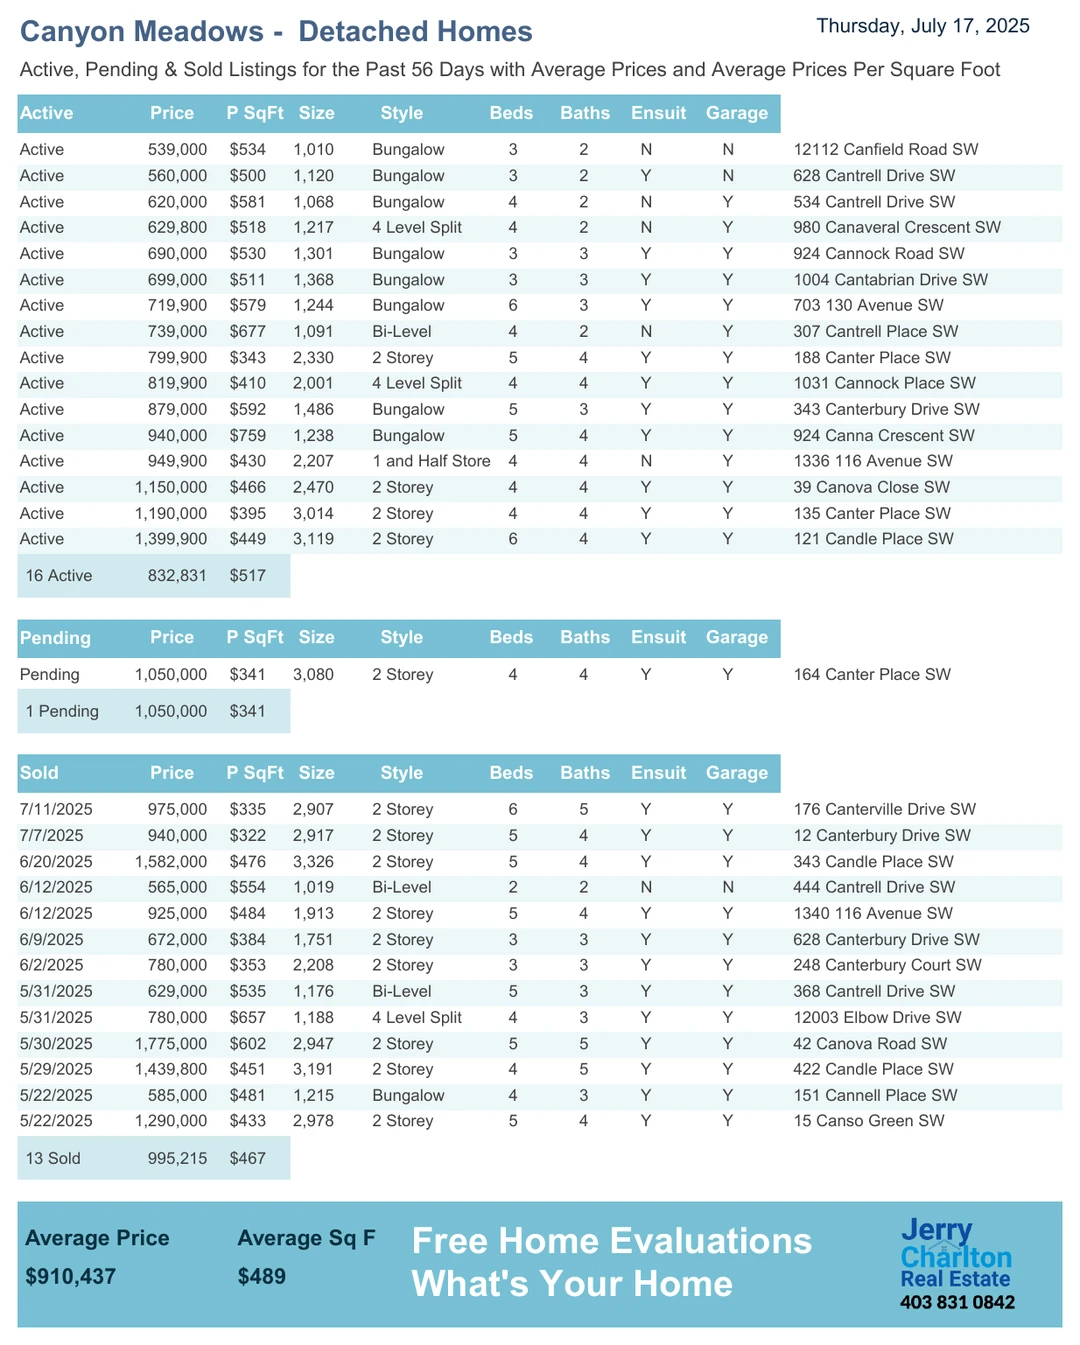 Canyon Meadows -  Detached Homes
Thursday, July 17, 2025
Active, Pending & Sold Listings for the Past 56 Days with Average Prices and Average Prices Per Square Foot
Active Price P SqFt Size Style Beds Baths Ensuit Garage
Active 539,000 $534 1,010 Bungalow 3 2 N N 12112 Canfield Road SW
Active 560,000 $500 1,120 Bungalow 3 2 Y N 628 Cantrell Drive SW
Active 620,000 $581 1,068 Bungalow 4 2 N Y 534 Cantrell Drive SW
Active 629,800 $518 1,217 4 Level Split 4 2 N Y 980 Canaveral Crescent SW
Active 690,000 $530 1,301 Bungalow 3 3 Y Y 924 Cannock Road SW
Active 699,000 $511 1,368 Bungalow 3 3 Y Y 1004 Cantabrian Drive SW
Active 719,900 $579 1,244 Bungalow 6 3 Y Y 703 130 Avenue SW
Active 739,000 $677 1,091 Bi-Level 4 2 N Y 307 Cantrell Place SW
Active 799,900 $343 2,330 2 Storey 5 4 Y Y 188 Canter Place SW
Active 819,900 $410 2,001 4 Level Split 4 4 Y Y 1031 Cannock Place SW
Active 879,000 $592 1,486 Bungalow 5 3 Y Y 343 Canterbury Drive SW
Active 940,000 $759 1,238 Bungalow 5 4 Y Y 924 Canna Crescent SW
Active 949,900 $430 2,207 1 and Half Store 4 4 N Y 1336 116 Avenue SW
Active 1,150,000 $466 2,470 2 Storey 4 4 Y Y 39 Canova Close SW
Active 1,190,000 $395 3,014 2 Storey 4 4 Y Y 135 Canter Place SW
Active 1,399,900 $449 3,119 2 Storey 6 4 Y Y 121 Candle Place SW
16 Active 832,831 $517
Pending Price P SqFt Size Style Beds Baths Ensuit Garage
Pending 1,050,000 $341 3,080 2 Storey 4 4 Y Y 164 Canter Place SW
1 Pending 1,050,000 $341
Sold Price P SqFt Size Style Beds Baths Ensuit Garage
7/11/2025 975,000 $335 2,907 2 Storey 6 5 Y Y 176 Canterville Drive SW
7/7/2025 940,000 $322 2,917 2 Storey 5 4 Y Y 12 Canterbury Drive SW
6/20/2025 1,582,000 $476 3,326 2 Storey 5 4 Y Y 343 Candle Place SW
6/12/2025 565,000 $554 1,019 Bi-Level 2 2 N N 444 Cantrell Drive SW
6/12/2025 925,000 $484 1,913 2 Storey 5 4 Y Y 1340 116 Avenue SW
6/9/2025 672,000 $384 1,751 2 Storey 3 3 Y Y 628 Canterbury Drive SW
6/2/2025 780,000 $353 2,208 2 Storey 3 3 Y Y 248 Canterbury Court SW
5/31/2025 629,000 $535 1,176 Bi-Level 5 3 Y Y 368 Cantrell Drive SW
5/31/2025 780,000 $657 1,188 4 Level Split 4 3 Y Y 12003 Elbow Drive SW
5/30/2025 1,775,000 $602 2,947 2 Storey 5 5 Y Y 42 Canova Road SW
5/29/2025 1,439,800 $451 3,191 2 Storey 4 5 Y Y 422 Candle Place SW
5/22/2025 585,000 $481 1,215 Bungalow 4 3 Y Y 151 Cannell Place SW
5/22/2025 1,290,000 $433 2,978 2 Storey 5 4 Y Y 15 Canso Green SW
13 Sold 995,215 $467
Average Price Average Sq F
$910,437 $489
Free Home Evaluations
What's Your Home
Jerry
Charlton
Real Estate
403 831 0842